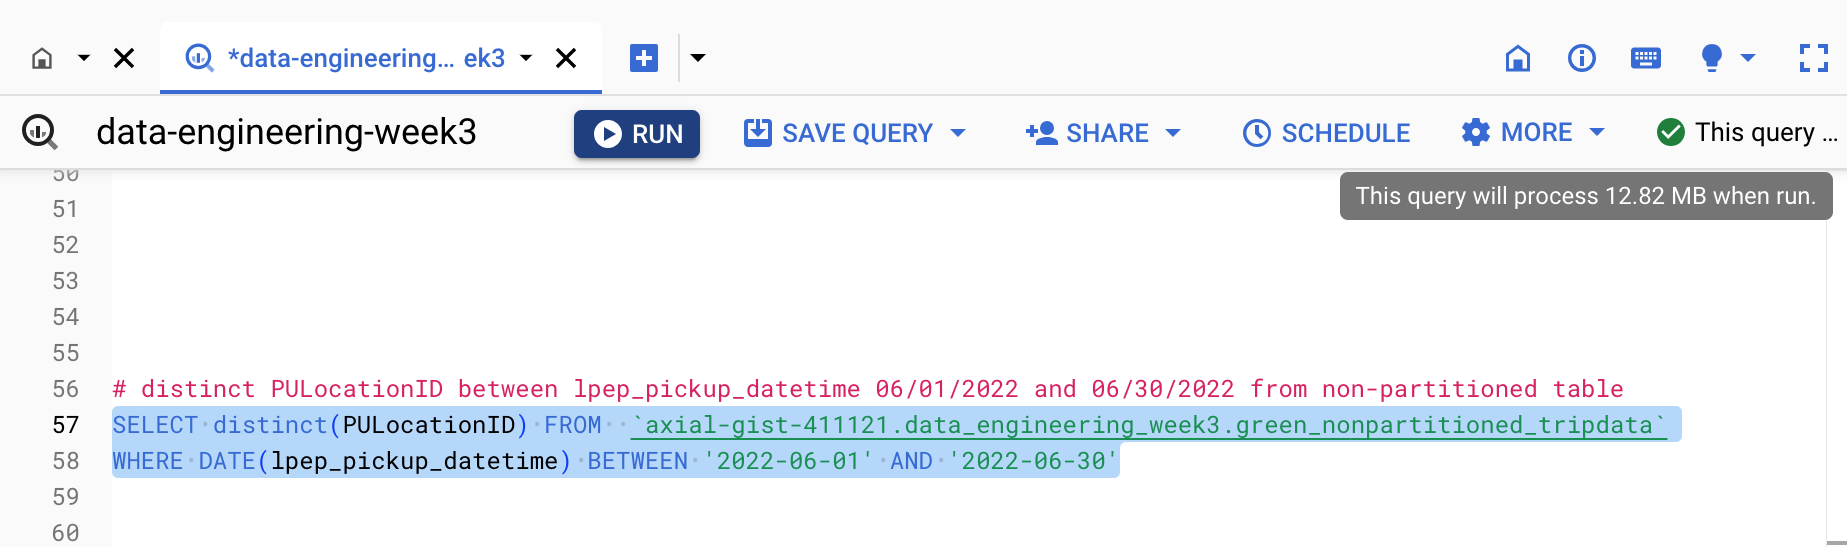 *data-engineering… ek3
data-engineering-week3
RUN
SAVE QUERY
SHARE
SCHEDULE
MORE
This query …
This query will process 12.82 MB when run.
50
51
52
53
54
55
56 # distinct PULocationID between lpep_pickup_datetime 06/01/2022 and 06/30/2022 from non-partitioned table
57 SELECT distinct(PULocationID) FROM  `axial-gist-411121.data_engineering_week3.green_nonpartitioned_tripdata`
58 WHERE DATE(lpep_pickup_datetime) BETWEEN '2022-06-01' AND '2022-06-30'
59
60